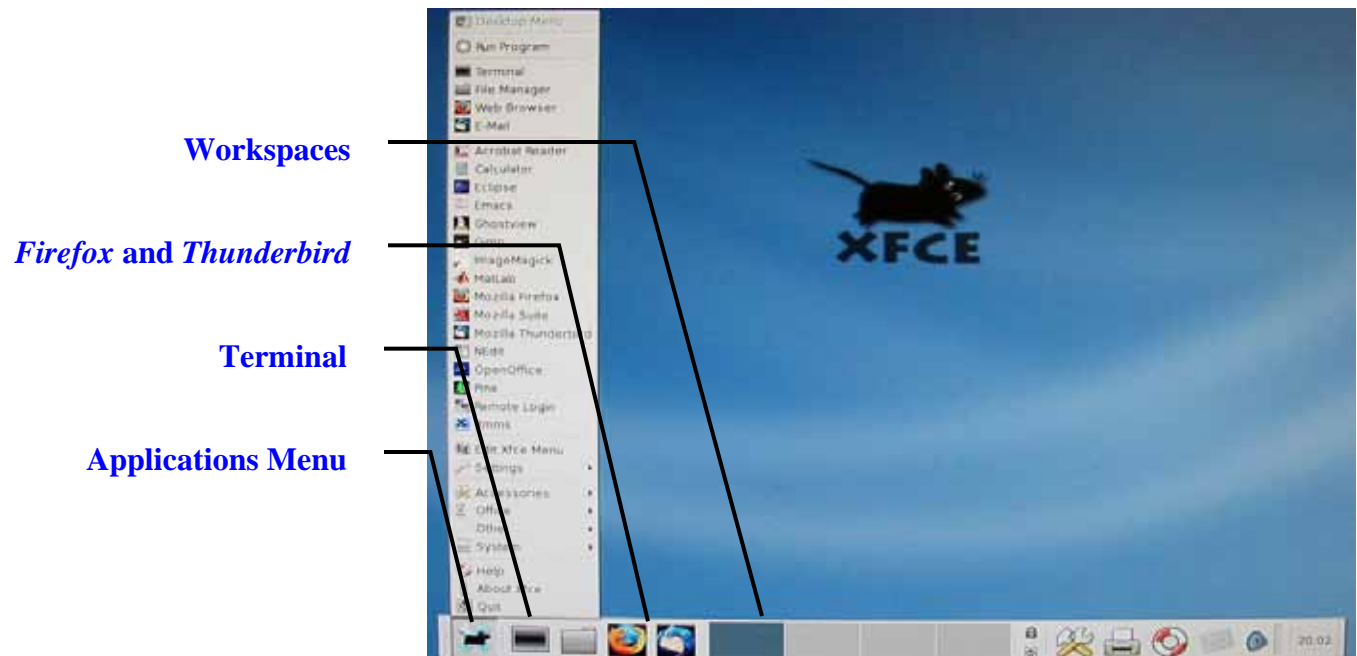 Desktop Menu
Run Program
Terminal
File Manager
Web Browser
E-Mail
Workspaces
Acrobat Reader
Calculator
Eclipse
Emacs
Ghostview
Gimp
Firefox and Thunderbird
ImageMagick
MatLab
Mozilla Firefox
Mozilla Suite
Mozilla Thunderbird
NEdit
Terminal
OpenOffice
Pine
Remote Login
Xmms
Edit Xfce Menu
Applications Menu
Settings
Accessories
Office
Other
System
Help
About Xfce
Quit
XFCE
20:02